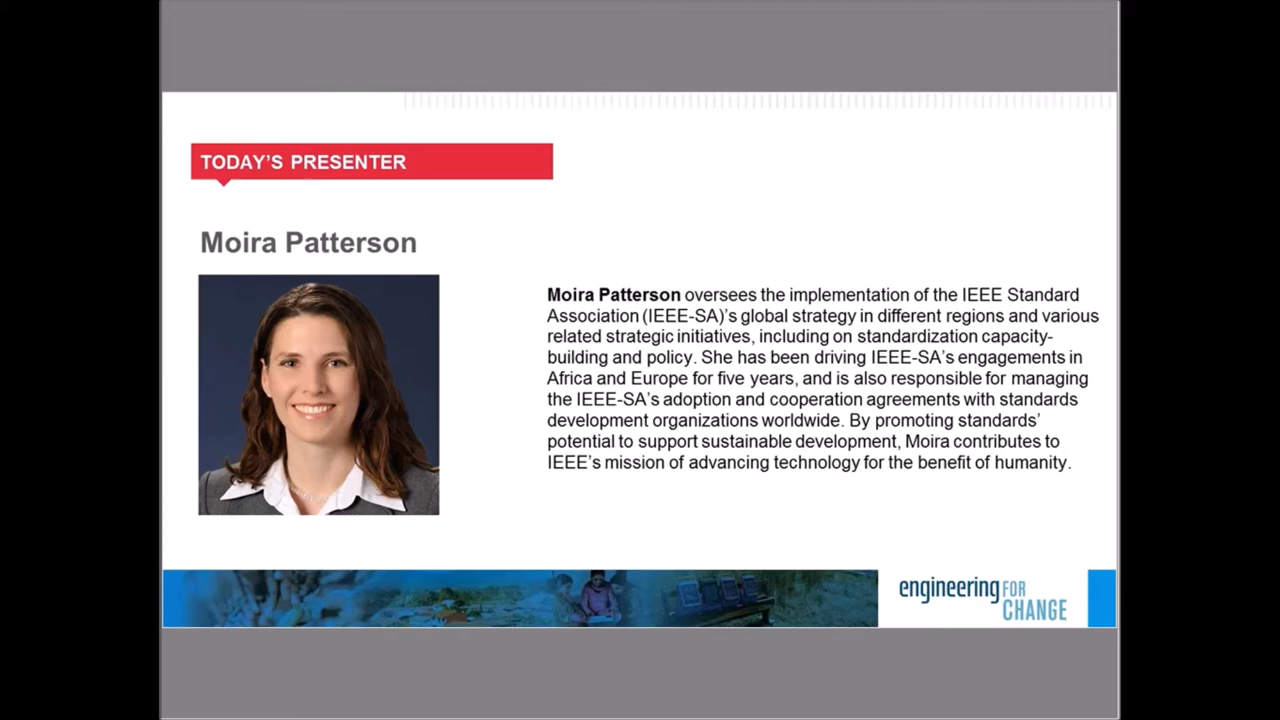 TODAY'S PRESENTER
Moira Patterson
Moira Patterson oversees the implementation of the IEEE Standard
Association (IEEE-SA)'s global strategy in different regions and various
related strategic initiatives, including on standardization capacity-
building and policy. She has been driving IEEE-SA's engagements in
Africa and Europe for five years, and is also responsible for managing
the IEEE-SA's adoption and cooperation agreements with standards
development organizations worldwide. By promoting standards'
potential to support sustainable development, Moira contributes to
IEEE's mission of advancing technology for the benefit of humanity.
engineering FOR
CHANGE